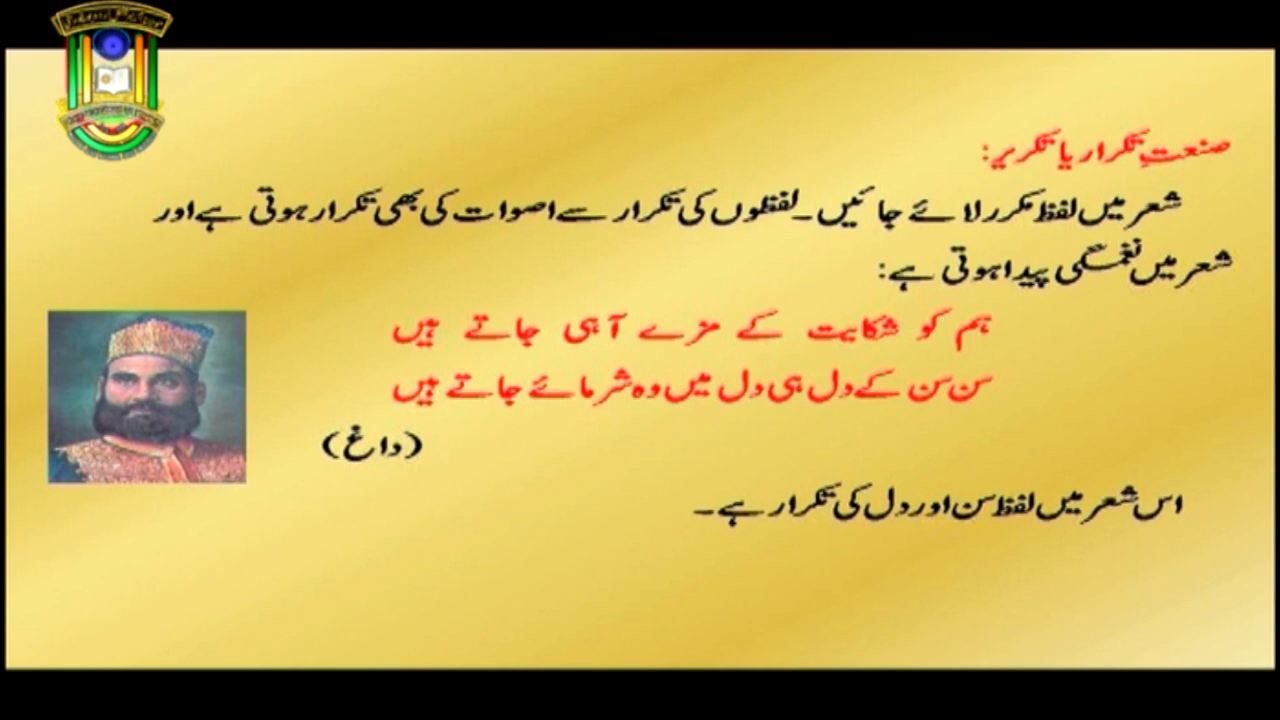 صنعتِ تکرار یا تکریر:
شعر میں لفظ مکرر لائے جائیں۔ لفظوں کی تکرار سے اصوات کی بھی تکرار ہوتی ہے اور
شعر میں نغمگی پیدا ہوتی ہے:
ہم کو شکایت کے مزے آ ہی جاتے ہیں
سن سن کے دل ہی دل میں وہ شرمائے جاتے ہیں
(داغ)
اس شعر میں لفظ سن اور دل کی تکرار ہے۔